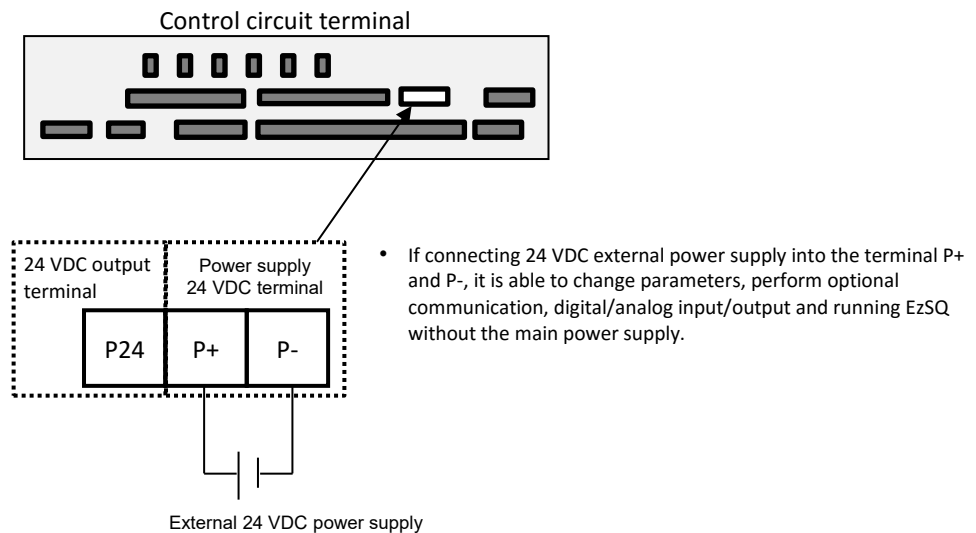 Control circuit terminal
24 VDC output
terminal
Power supply
24 VDC terminal
P24
P+
P-
External 24 VDC power supply
• If connecting 24 VDC external power supply into the terminal P+
and P-, it is able to change parameters, perform optional
communication, digital/analog input/output and running EzSQ
without the main power supply.